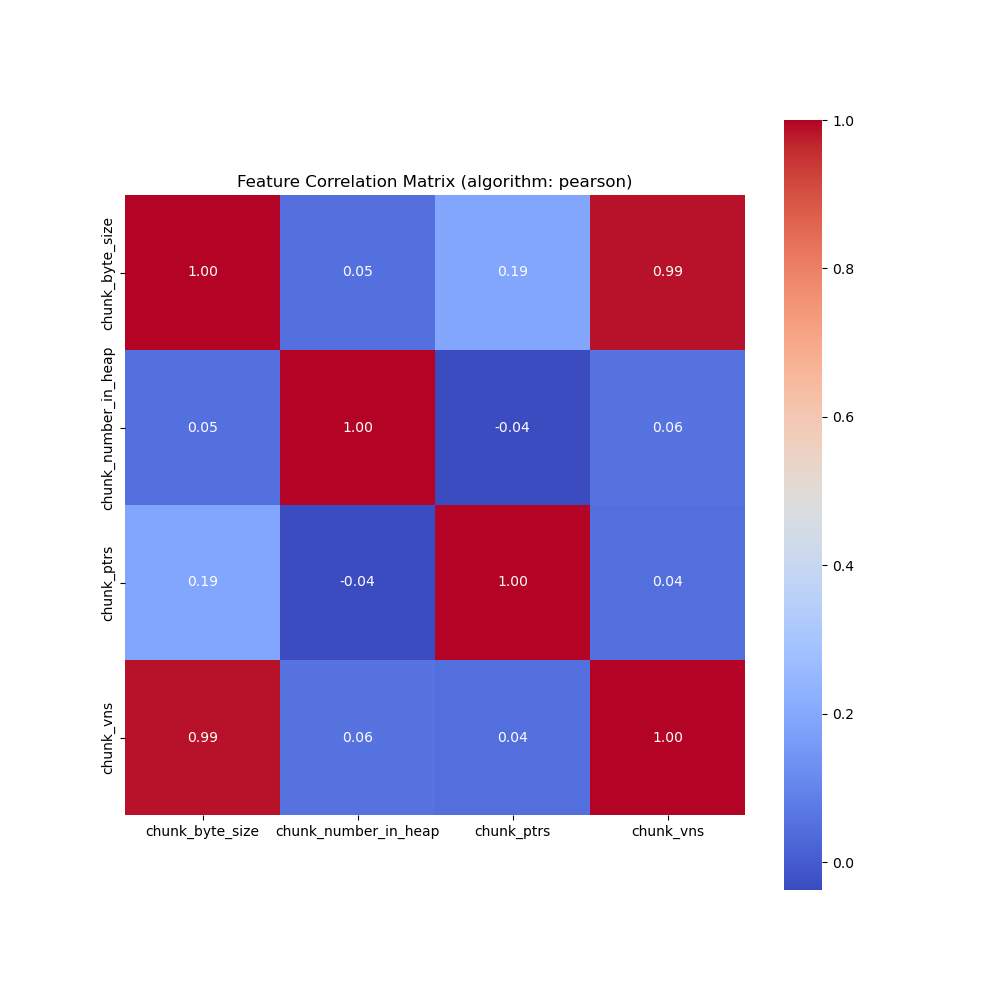 Feature Correlation Matrix (algorithm: pearson)
chunk_byte_size
1.00 0.05 0.19 0.99
chunk_number_in_heap
0.05 1.00 -0.04 0.06
chunk_ptrs
0.19 -0.04 1.00 0.04
chunk_vns
0.99 0.06 0.04 1.00
chunk_byte_size chunk_number_in_heap chunk_ptrs chunk_vns
1.0
0.8
0.6
0.4
0.2
0.0